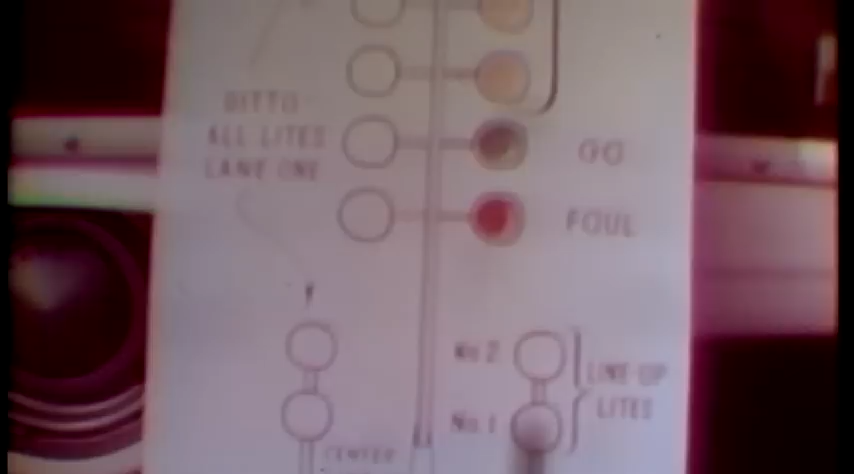 DITTO
ALL LITES
LANE ONE
GO
FOUL
No. 2
LINE-UP
LITES
No. 1
CENTER